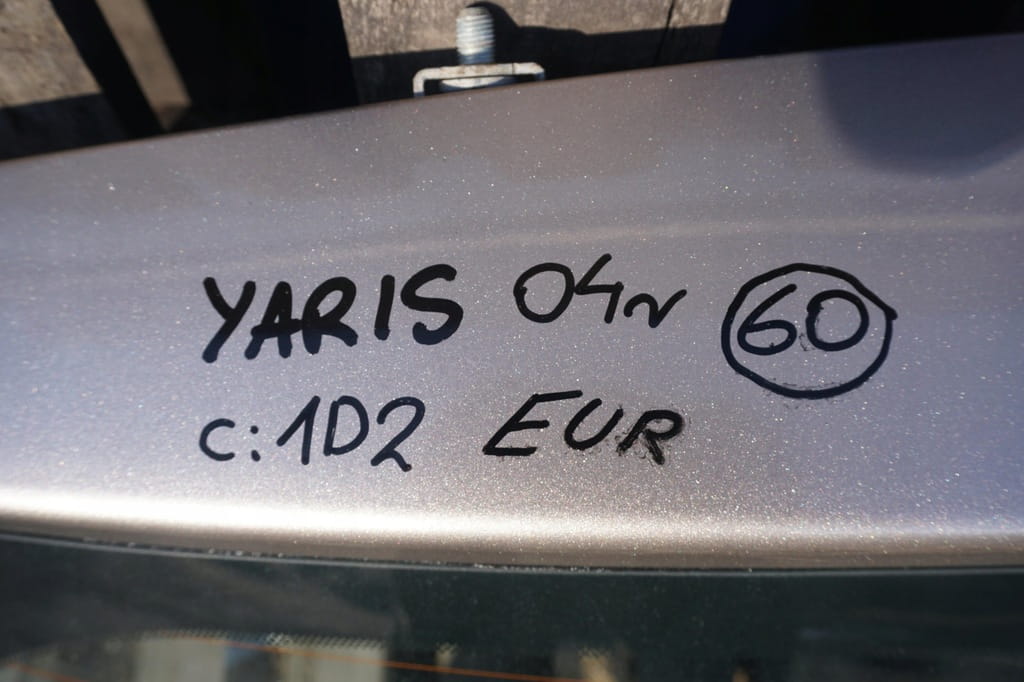 YARIS 04r 60
c:1D2 EUR